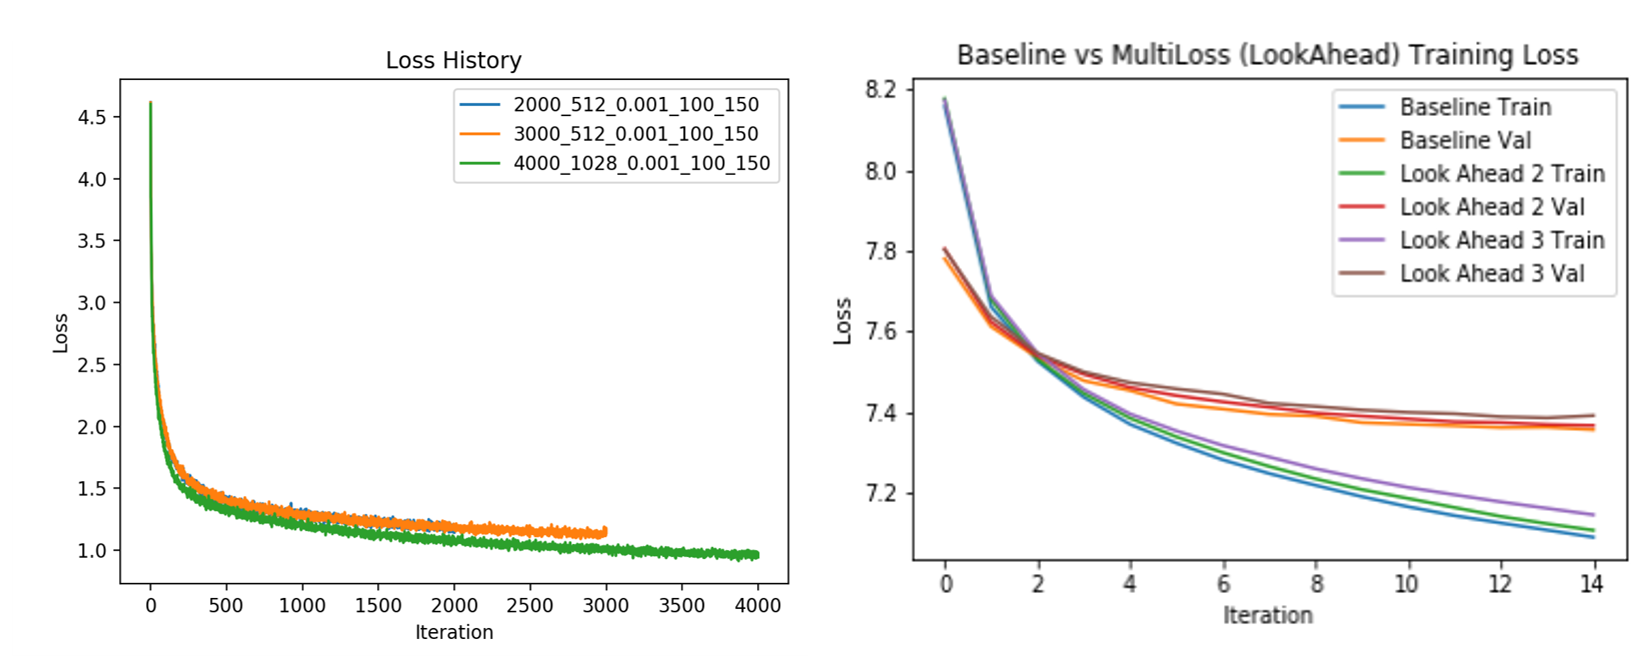 Loss History
2000_512_0.001_100_150
3000_512_0.001_100_150
4000_1028_0.001_100_150
4.5
4.0
3.5
3.0
2.5
2.0
1.5
1.0
Loss
0 500 1000 1500 2000 2500 3000 3500 4000
Iteration
Baseline vs MultiLoss (LookAhead) Training Loss
Baseline Train
Baseline Val
Look Ahead 2 Train
Look Ahead 2 Val
Look Ahead 3 Train
Look Ahead 3 Val
8.2
8.0
7.8
7.6
7.4
7.2
Loss
0 2 4 6 8 10 12 14
Iteration